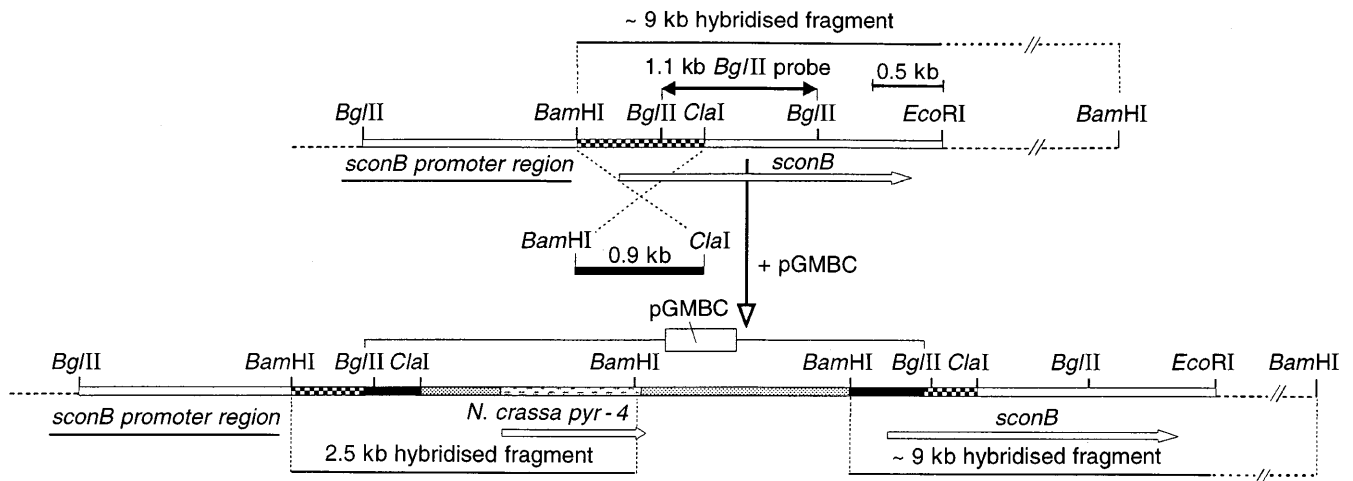 ~ 9 kb hybridised fragment
1.1 kb BglII probe
0.5 kb
BglII BamHI BglII ClaI BglII EcoRI BamHI
sconB promoter region
sconB
BamHI ClaI
0.9 kb
+ pGMBC
pGMBC
BglII BamHI BglII ClaI BamHI BamHI BglII ClaI BglII EcoRI BamHI
sconB promoter region
N. crassa pyr-4
sconB
2.5 kb hybridised fragment
~ 9 kb hybridised fragment